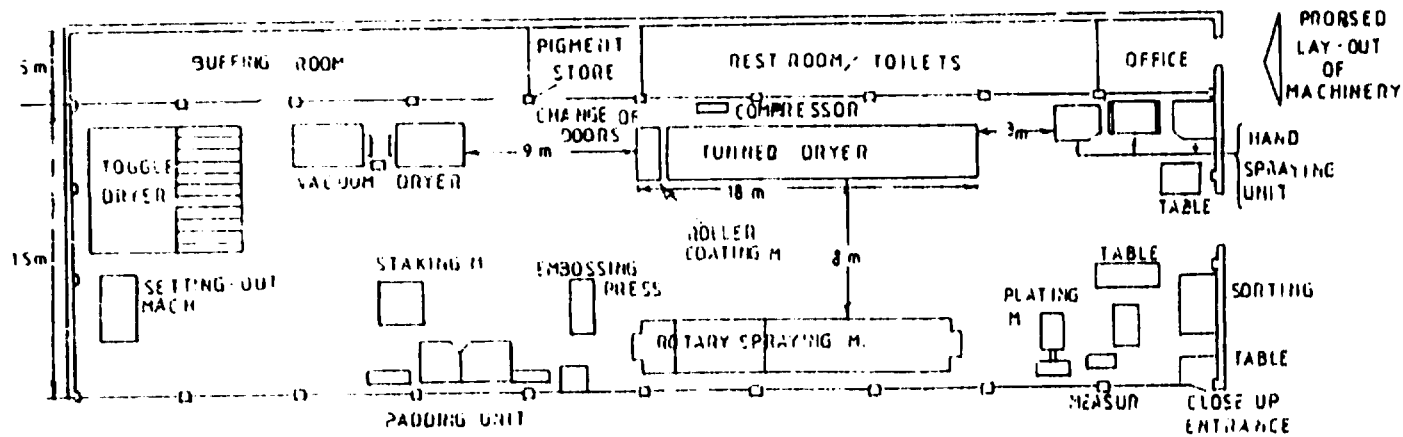 PRORSED
LAY-OUT
OF
MACHINERY
5m
BUFFING ROOM
PIGMENT
STORE
REST ROOM/ TOILETS
OFFICE
CHANGE OF
DOORS
COMPRESSOR
3m
HAND
SPRAYING
UNIT
TOGGLE
DRYER
VACUUM DRYER
9 m
TUNNED DRYER
18 m
TABLE
15m
ROLLER
COATING M
8 m
SETTING-OUT
MACH
STAKING M
EMBOSSING
PRESS
TABLE
PLATING
M
SORTING
TABLE
ROTARY SPRAYING M.
PADDING UNIT
MEASUR
CLOSE UP
ENTRANCE